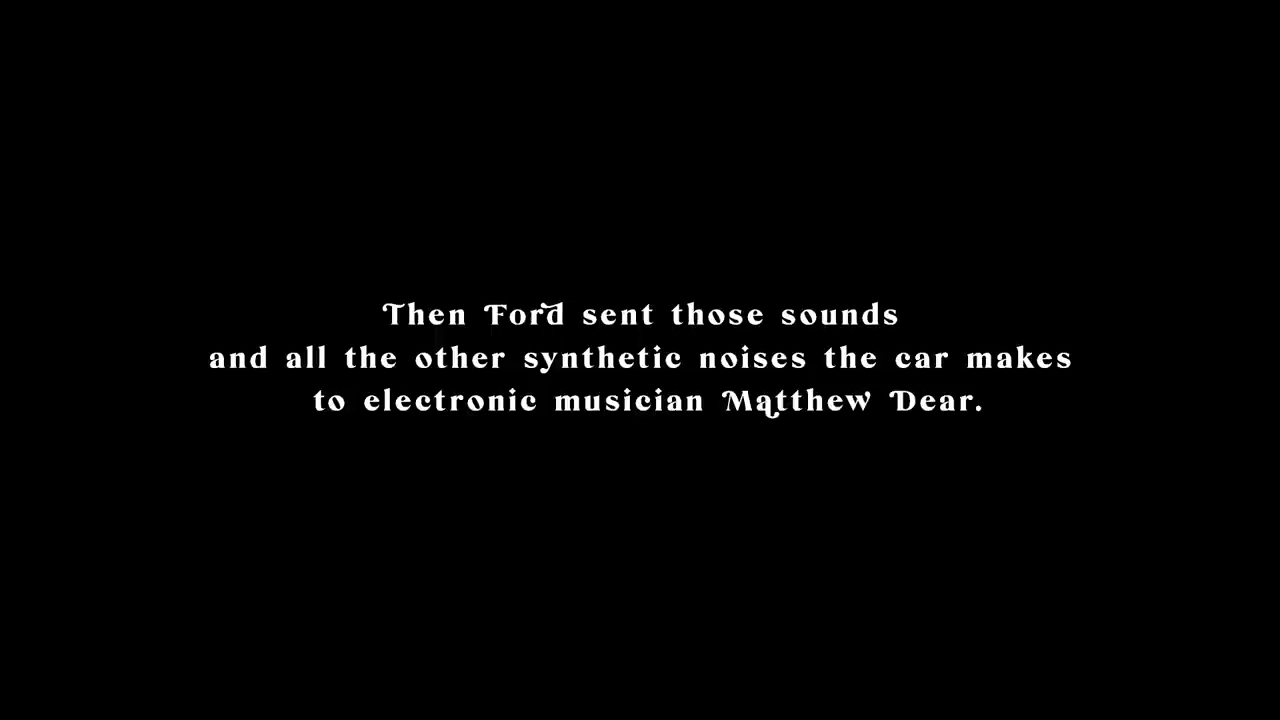 Then Ford sent those sounds
and all the other synthetic noises the car makes
to electronic musician Matthew Dear.